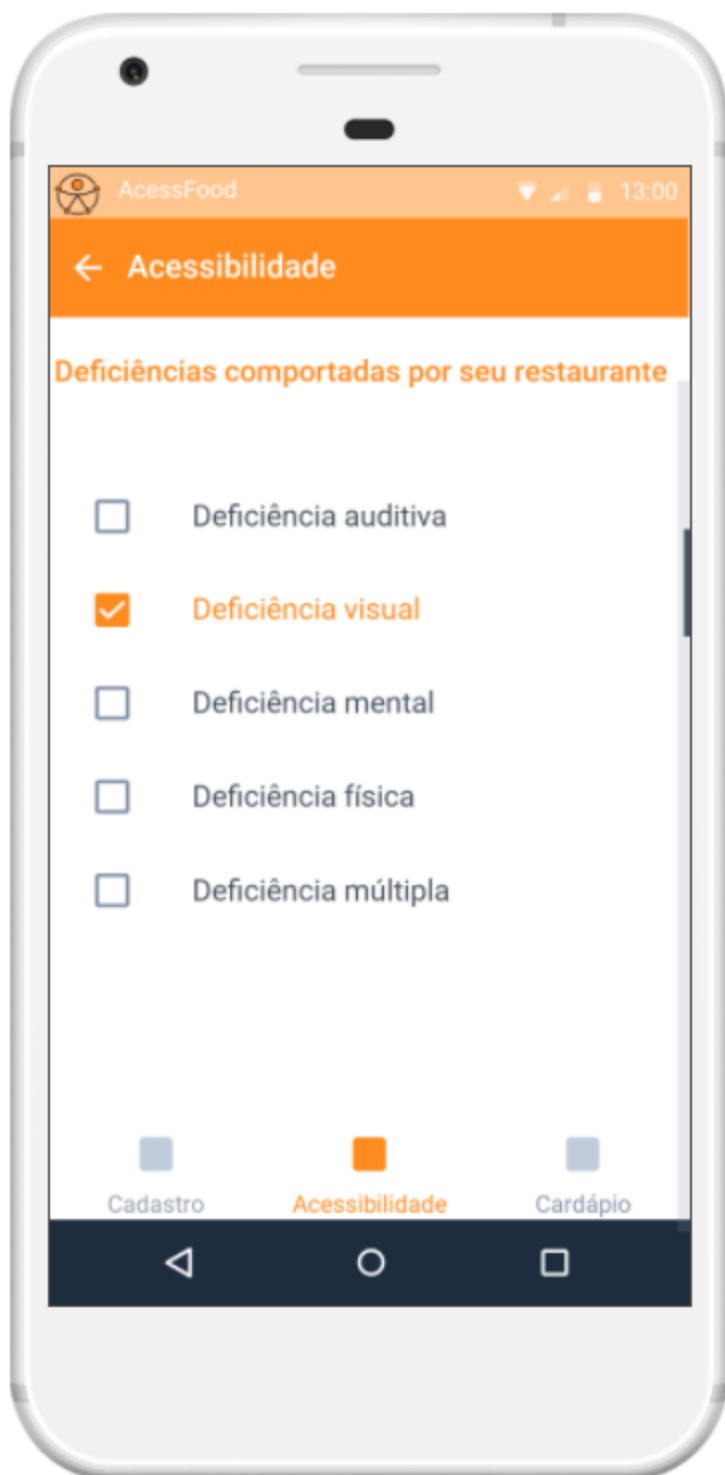 AcessFood 13:00
Acessibilidade
Deficiências comportadas por seu restaurante
Deficiência auditiva
Deficiência visual
Deficiência mental
Deficiência física
Deficiência múltipla
Cadastro Acessibilidade Cardápio